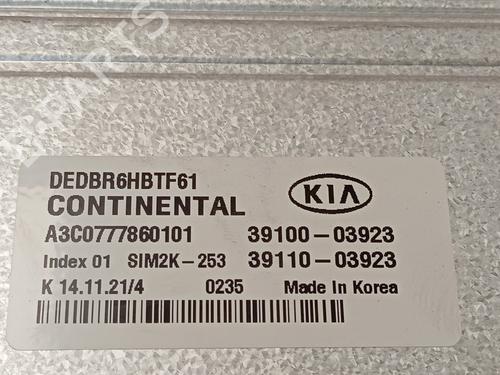 DEDBR6HBTF61
CONTINENTAL
KIA
A3C0777860101 39100-03923
Index 01 SIM2K-253 39110-03923
K 14.11.21/4 0235 Made in Korea